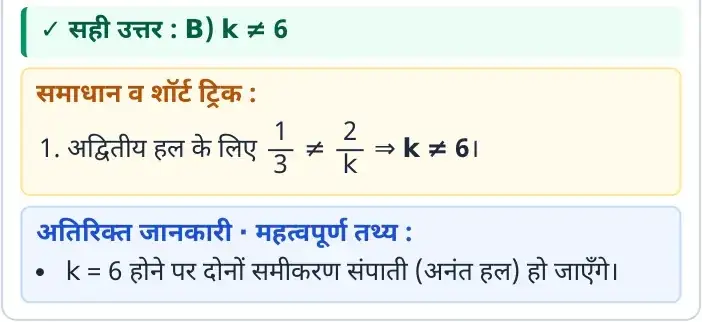 ✓ सही उत्तर : B) k ≠ 6
समाधान व शॉर्ट ट्रिक :
1. अद्वितीय हल के लिए 1/3 ≠ 2/k ⇒ k ≠ 6।
अतिरिक्त जानकारी · महत्वपूर्ण तथ्य :
• k = 6 होने पर दोनों समीकरण संपाती (अनंत हल) हो जाएँगे।